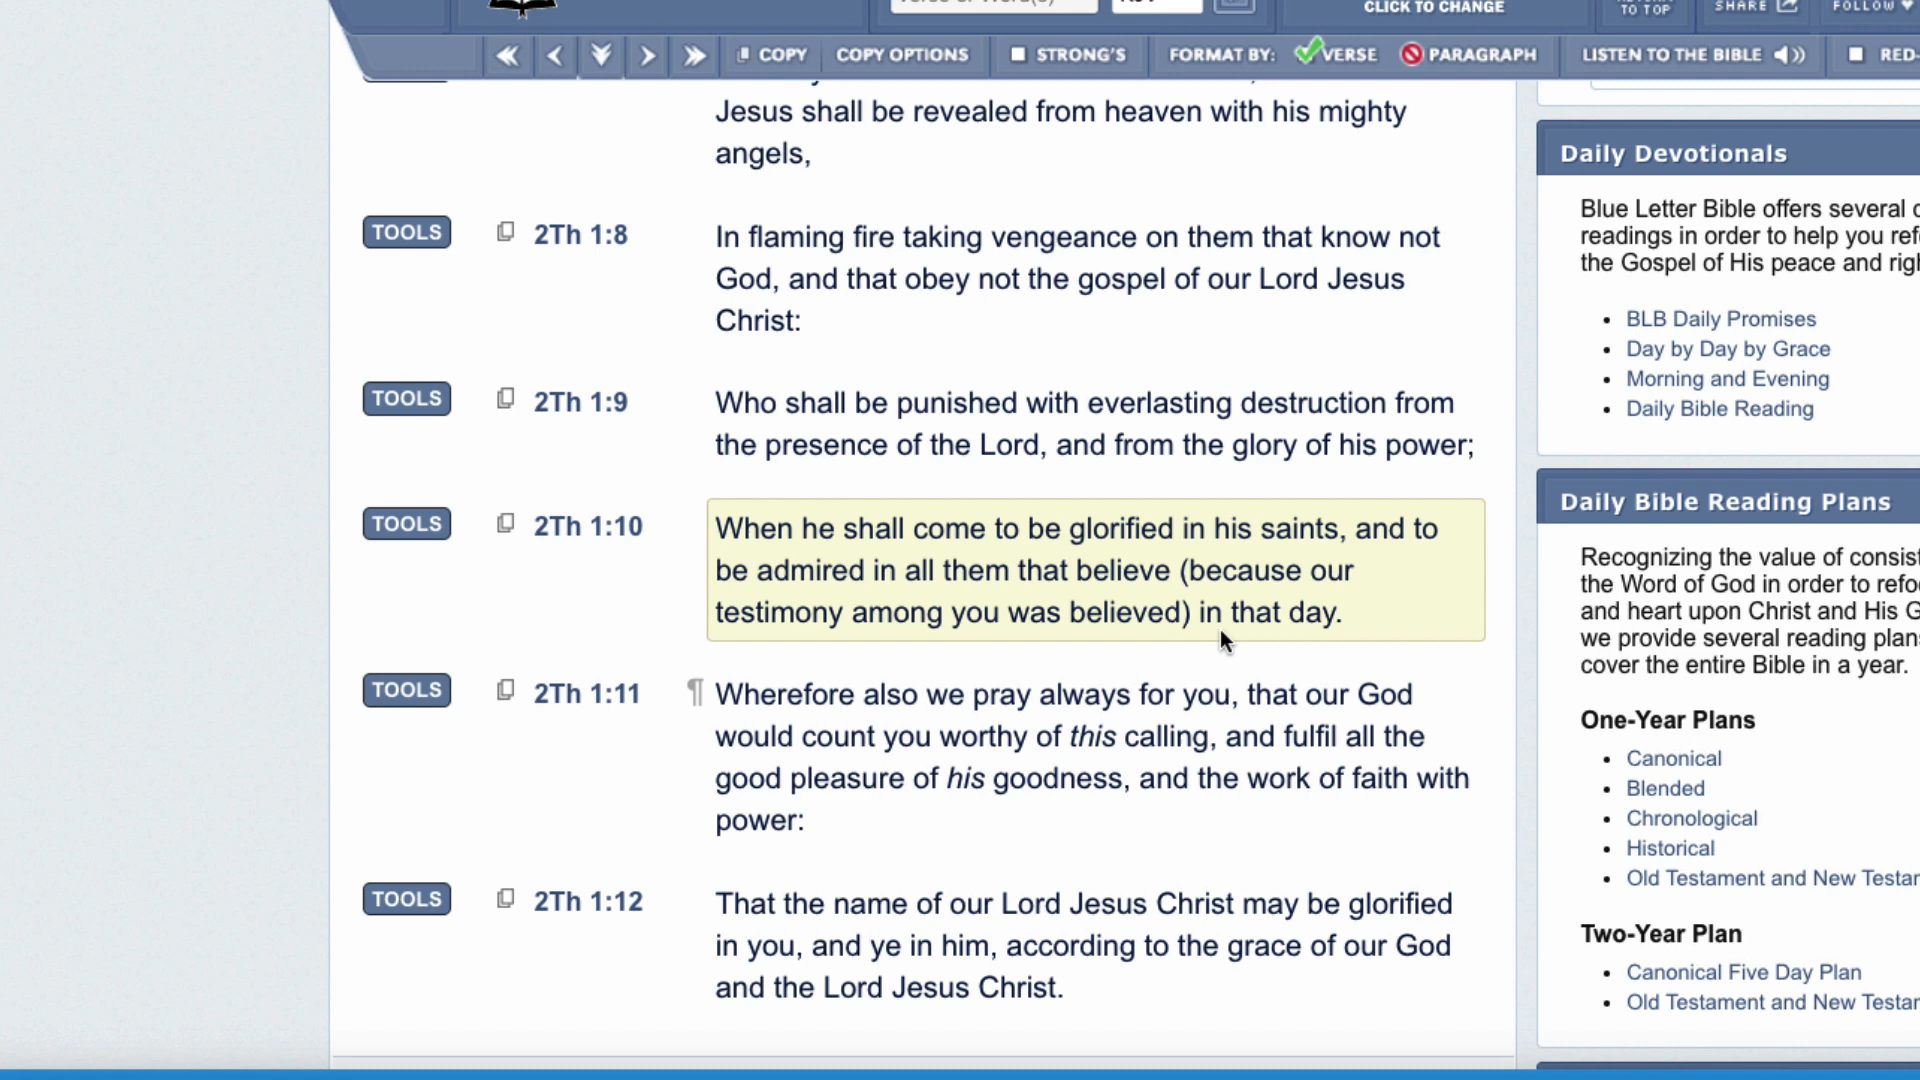 CLICK TO CHANGE
TO TOP
SHARE
FOLLOW
COPY
COPY OPTIONS
STRONG'S
FORMAT BY:
VERSE
PARAGRAPH
LISTEN TO THE BIBLE
RED-
Jesus shall be revealed from heaven with his mighty
angels,
TOOLS
2Th 1:8
In flaming fire taking vengeance on them that know not
God, and that obey not the gospel of our Lord Jesus
Christ:
TOOLS
2Th 1:9
Who shall be punished with everlasting destruction from
the presence of the Lord, and from the glory of his power;
TOOLS
2Th 1:10
When he shall come to be glorified in his saints, and to
be admired in all them that believe (because our
testimony among you was believed) in that day.
TOOLS
2Th 1:11
¶ Wherefore also we pray always for you, that our God
would count you worthy of this calling, and fulfil all the
good pleasure of his goodness, and the work of faith with
power:
TOOLS
2Th 1:12
That the name of our Lord Jesus Christ may be glorified
in you, and ye in him, according to the grace of our God
and the Lord Jesus Christ.
Daily Devotionals
Blue Letter Bible offers several
readings in order to help you
the Gospel of His peace and
BLB Daily Promises
Day by Day by Grace
Morning and Evening
Daily Bible Reading
Daily Bible Reading Plans
Recognizing the value of
the Word of God in order to
and heart upon Christ and His
we provide several reading
cover the entire Bible in a year.
One-Year Plans
Canonical
Blended
Chronological
Historical
Old Testament and New
Two-Year Plan
Canonical Five Day Plan
Old Testament and New